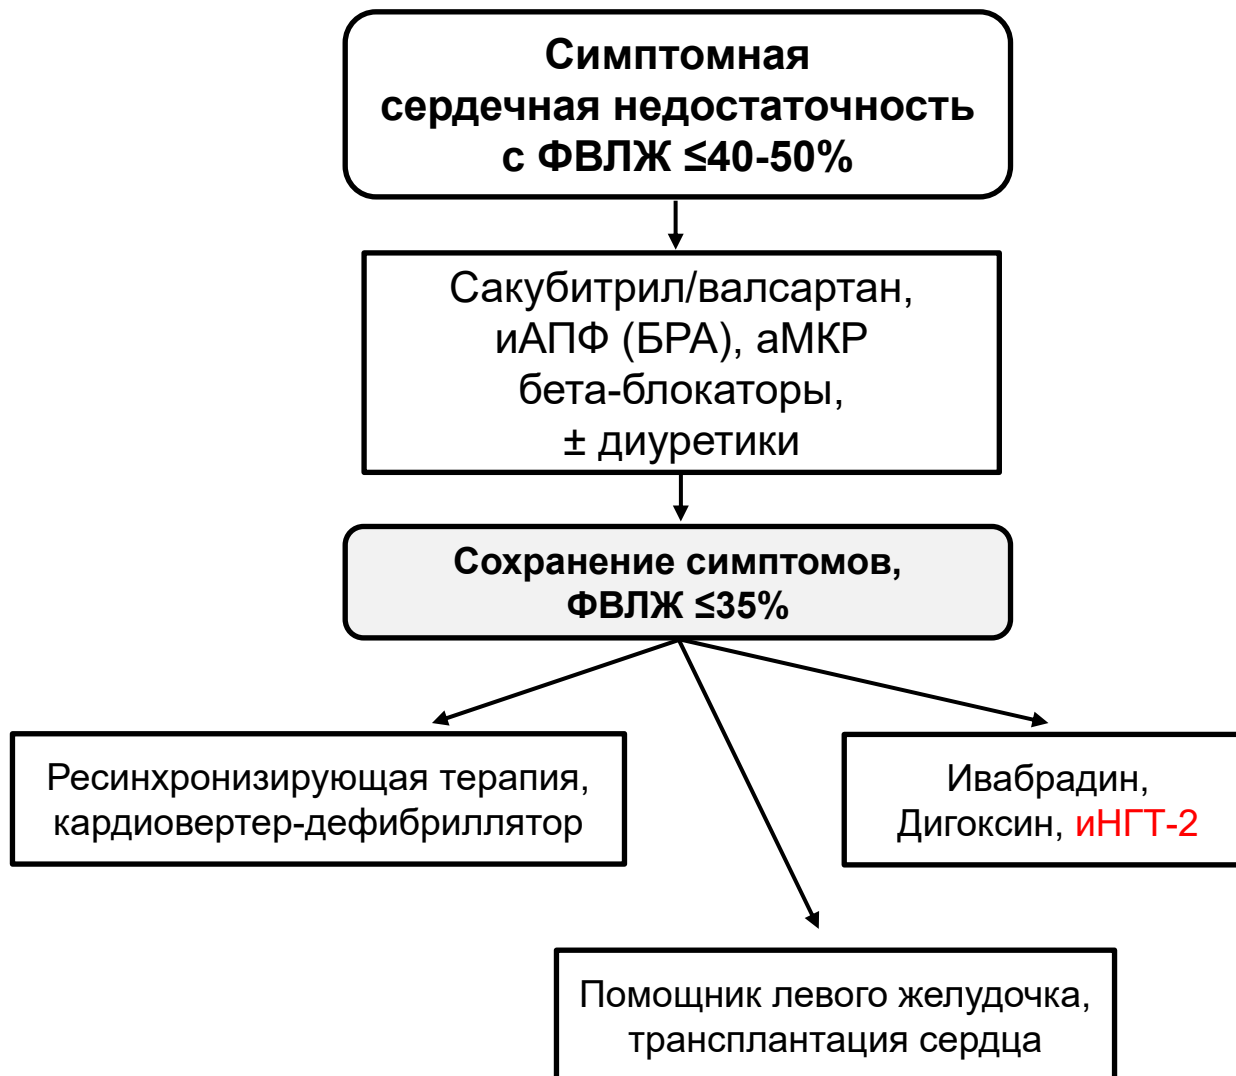 Симптомная
сердечная недостаточность
с ФВЛЖ ≤40-50%
Сакубитрил/валсартан,
иАПФ (БРА), аМКР
бета-блокаторы,
± диуретики
Сохранение симптомов,
ФВЛЖ ≤35%
Ресинхронизирующая терапия,
кардиовертер-дефибриллятор
Ивабрадин,
Дигоксин, иНГТ-2
Помощник левого желудочка,
трансплантация сердца